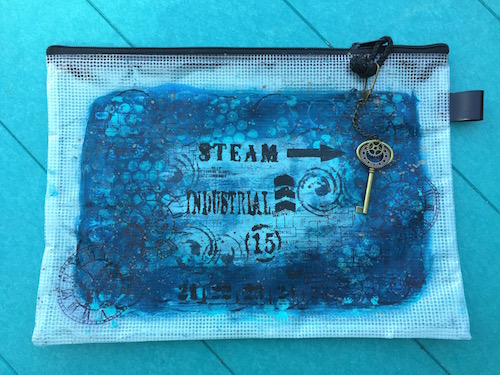 STEAM
INDUSTRIAL
(15)